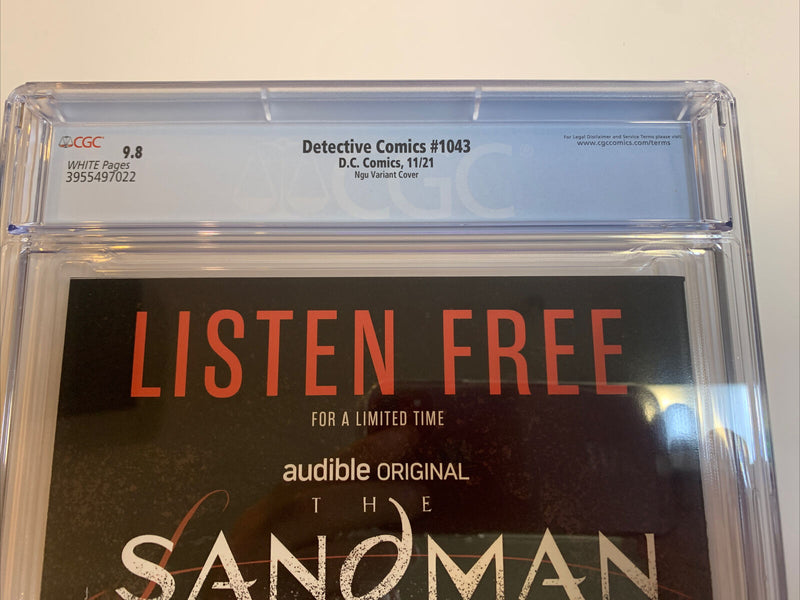 CGC
9.8
WHITE Pages
3955497022
Detective Comics #1043
D.C. Comics, 11/21
Ngu Variant Cover
For Legal Disclaimer and Service Terms please visit:
www.cgccomics.com/terms
CGC
LISTEN FREE
FOR A LIMITED TIME
audible ORIGINAL
THE
SANDMAN